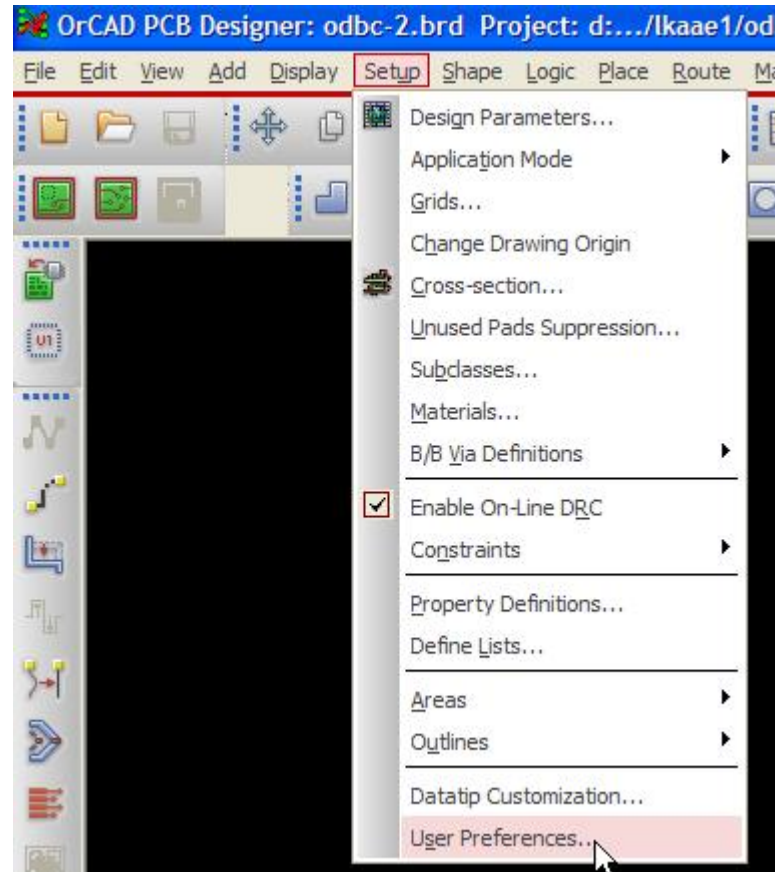 OrCAD PCB Designer: odbc-2.brd Project: d:.../lkaae1/od
File Edit View Add Display Setup Shape Logic Place Route Ma
Design Parameters...
Application Mode
Grids...
Change Drawing Origin
Cross-section...
Unused Pads Suppression...
Subclasses...
Materials...
B/B Via Definitions
Enable On-Line DRC
Constraints
Property Definitions...
Define Lists...
Areas
Outlines
Datatip Customization...
User Preferences...
U1